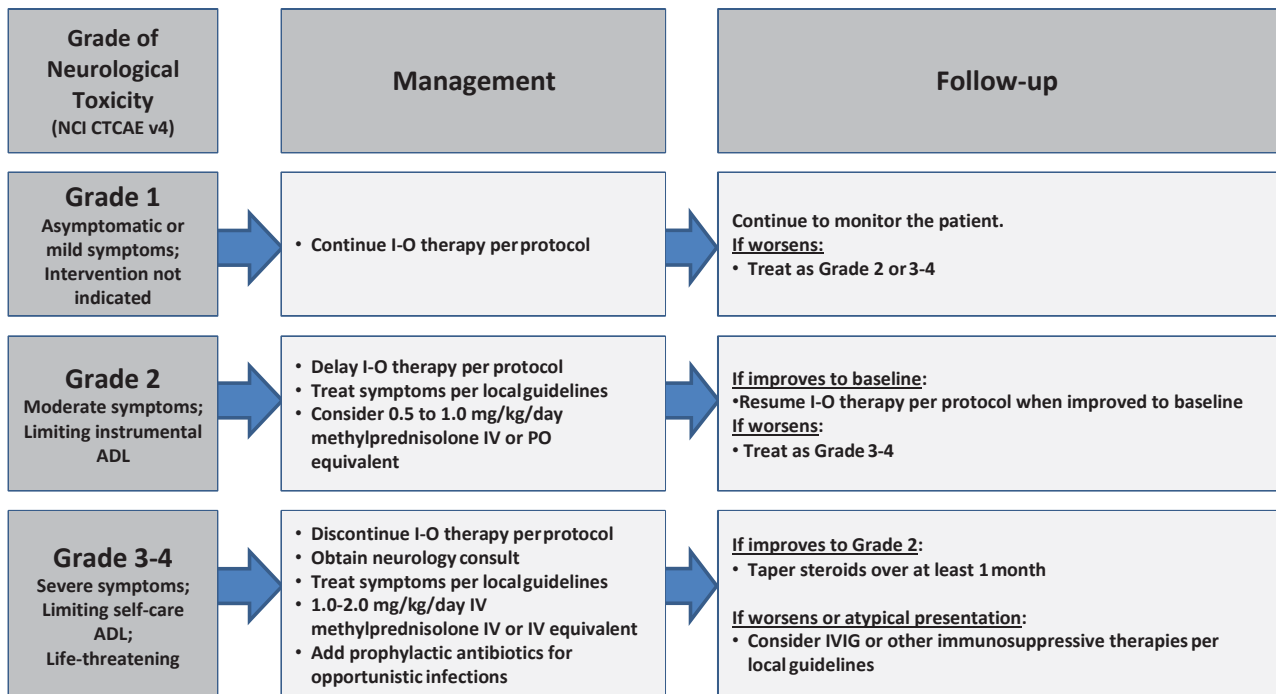 Grade of
Neurological
Toxicity
(NCI CTCAE v4)
Management
Follow-up
Grade 1
Asymptomatic or
mild symptoms;
Intervention not
indicated
• Continue I-O therapy per protocol
Continue to monitor the patient.
If worsens:
• Treat as Grade 2 or 3-4
Grade 2
Moderate symptoms;
Limiting instrumental
ADL
• Delay I-O therapy per protocol
• Treat symptoms per local guidelines
• Consider 0.5 to 1.0 mg/kg/day
methylprednisolone IV or PO
equivalent
If improves to baseline:
•Resume I-O therapy per protocol when improved to baseline
If worsens:
• Treat as Grade 3-4
Grade 3-4
Severe symptoms;
Limiting self-care
ADL;
Life-threatening
• Discontinue I-O therapy per protocol
• Obtain neurology consult
• Treat symptoms per local guidelines
• 1.0-2.0 mg/kg/day IV
methylprednisolone IV or IV equivalent
• Add prophylactic antibiotics for
opportunistic infections
If improves to Grade 2:
• Taper steroids over at least 1 month
If worsens or atypical presentation:
• Consider IVIG or other immunosuppressive therapies per
local guidelines